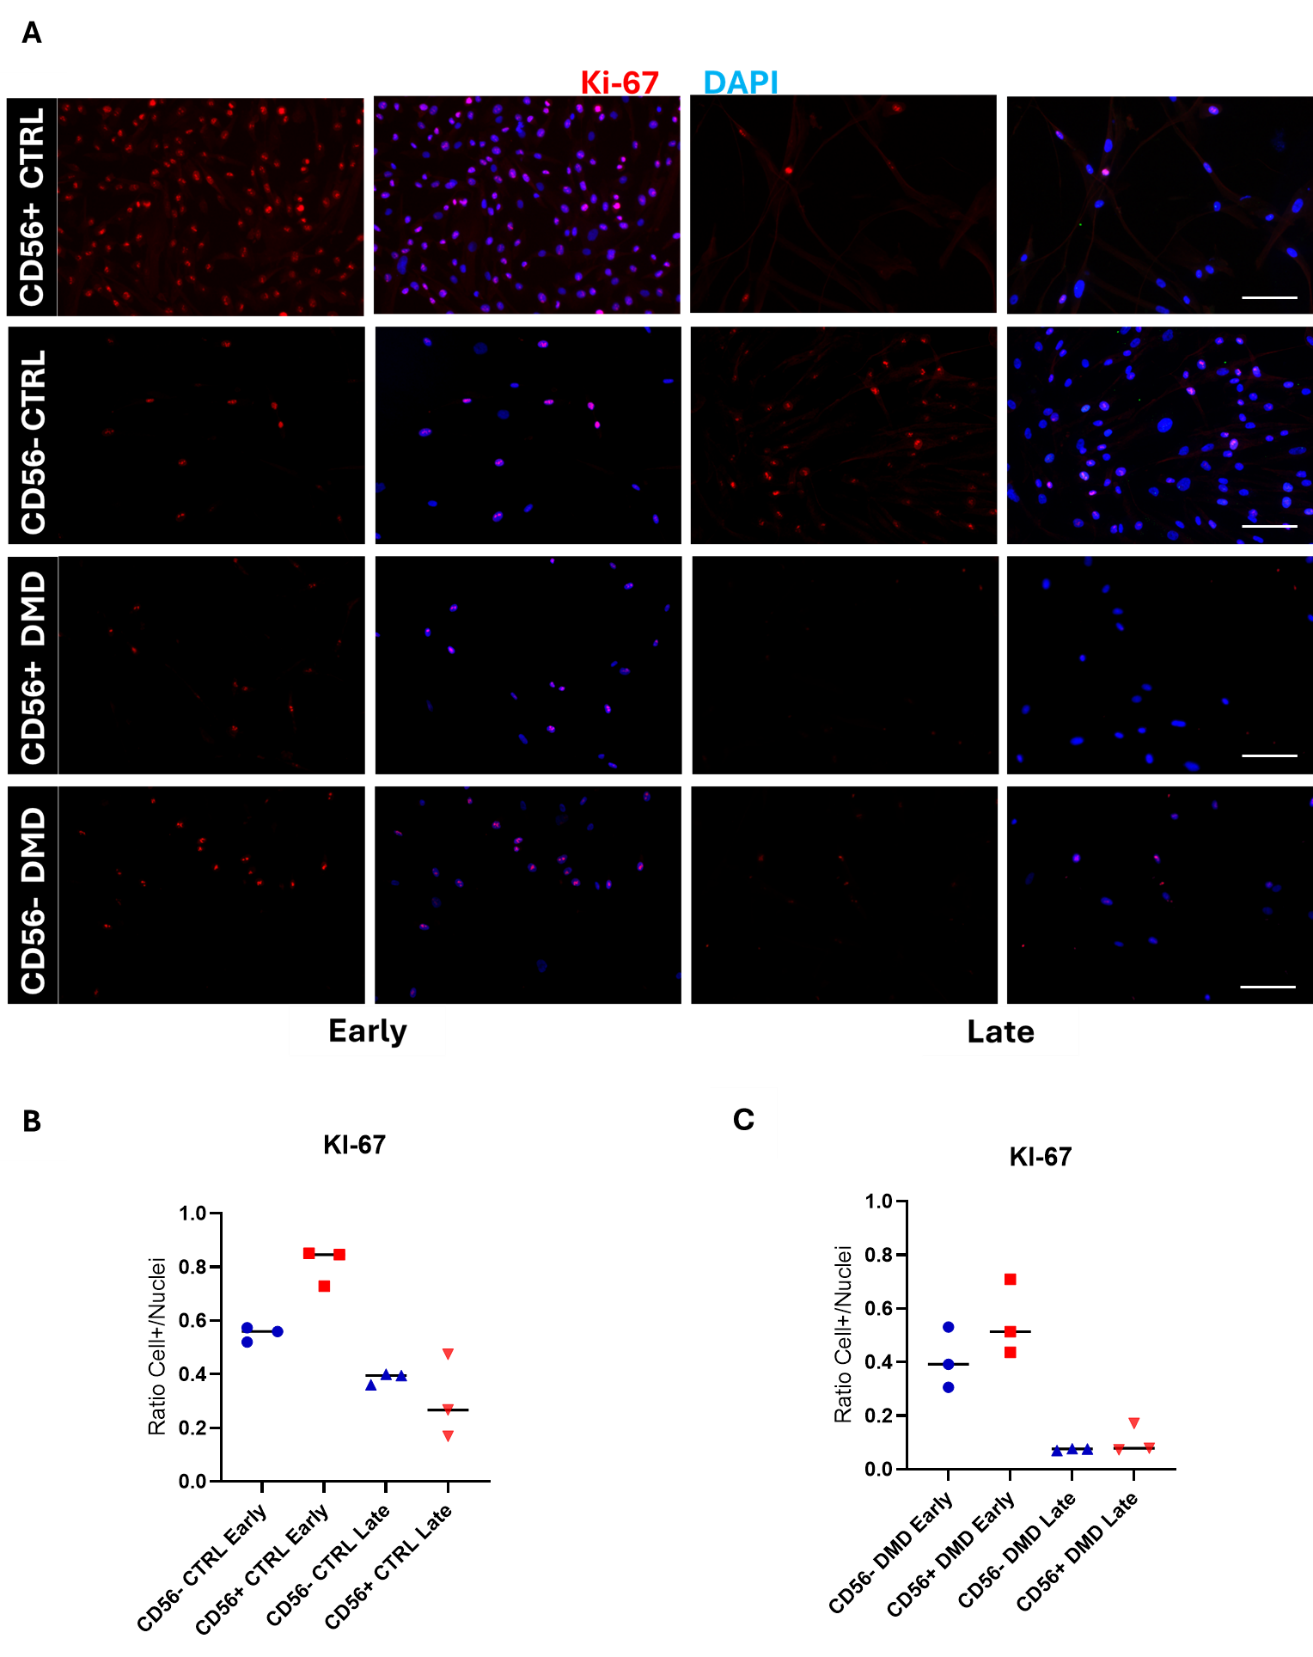 A
Ki-67 DAPI
CD56+ CTRL
CD56- CTRL
CD56+ DMD
CD56- DMD
Early Late
B
KI-67
Ratio Cell+/Nuclei
1.0
0.8
0.6
0.4
0.2
0.0
CD56- CTRL Early
CD56+ CTRL Early
CD56- CTRL Late
CD56+ CTRL Late
C
KI-67
Ratio Cell+/Nuclei
1.0
0.8
0.6
0.4
0.2
0.0
CD56- DMD Early
CD56+ DMD Early
CD56- DMD Late
CD56+ DMD Late